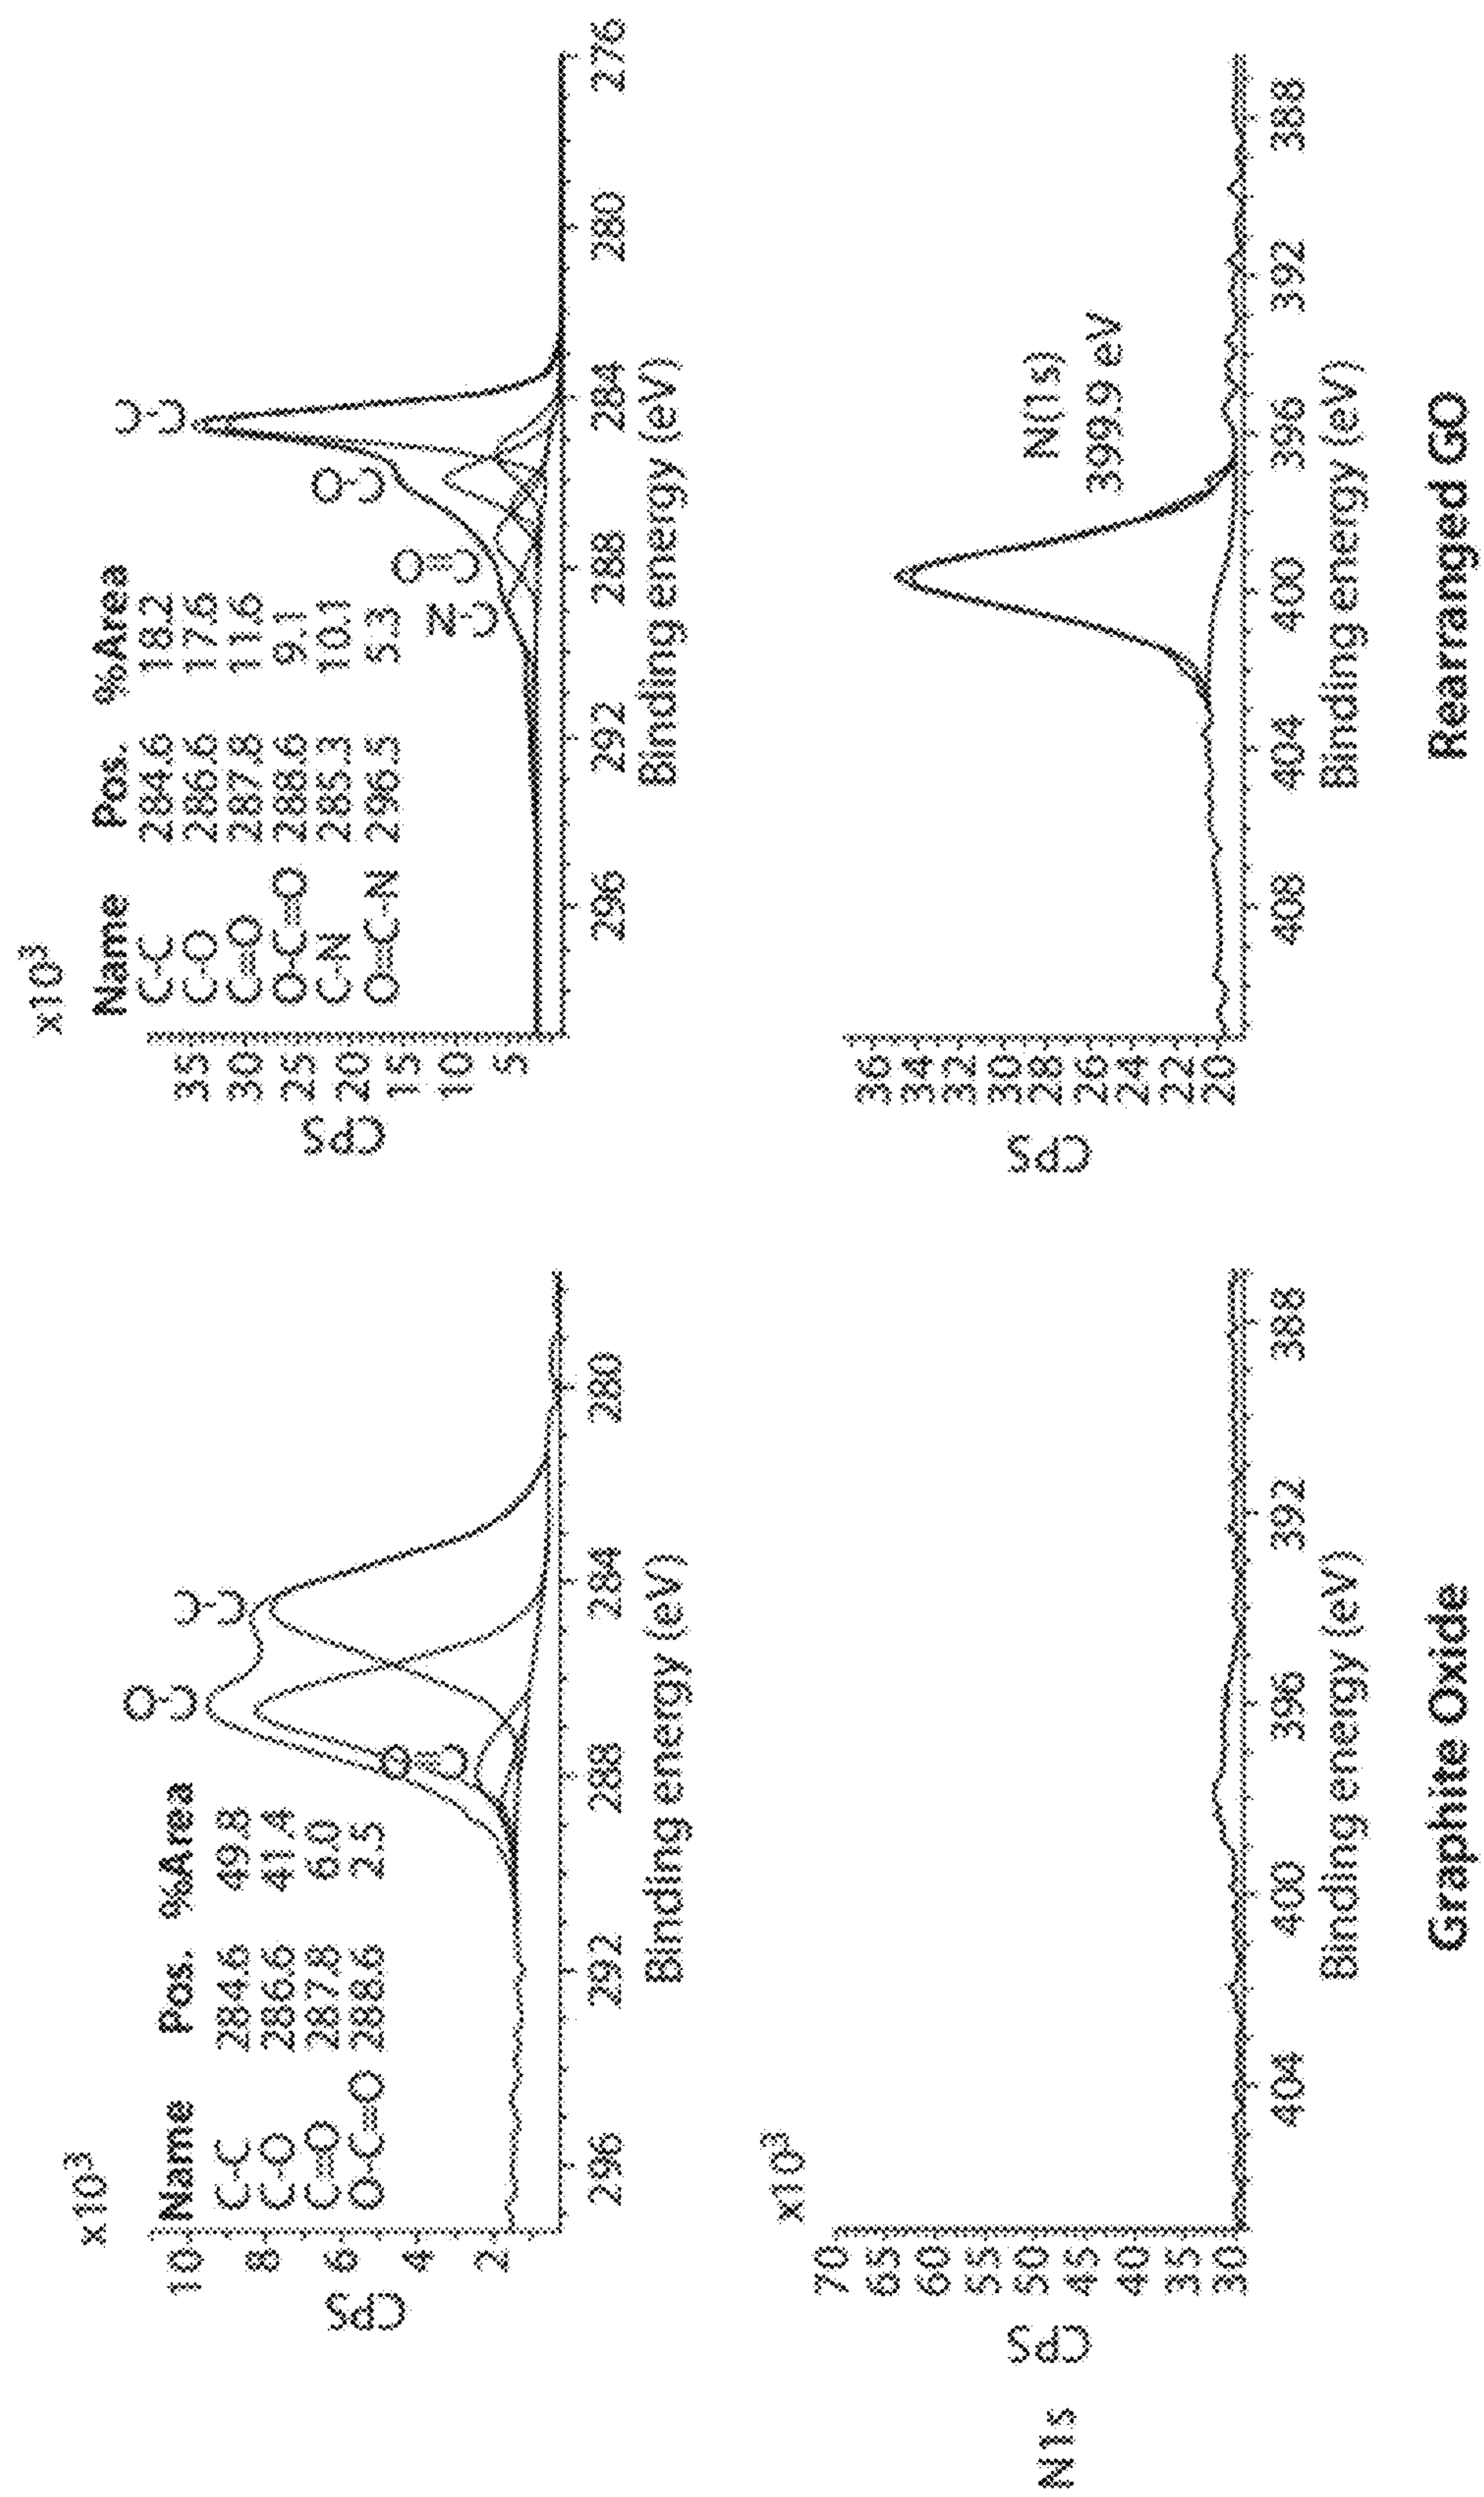 x10³
Name Pos. %Area
C-C 284.6 49.8
C-O 286.6 41.4
C=O 287.8 6.0
O-C=O 288.6 2.5
10
8
6
4
2
CPS
C-C
C-O
C=O
296 292 288 284 280
Binding energy (eV)
x10³
Name Pos. %Area
C-C 284.6 18.2
C-O 286.6 17.6
C=O 287.8 11.6
O-C=O 288.6 9.1
C-N 285.3 10.1
O=C-N 296.5 5.3
35
30
25
20
15
10
5
CPS
C-C
C-O
C=O
C-N
296 292 288 284 280 276
Binding energy (eV)
N1s
x10³
70
65
60
55
50
45
40
35
30
CPS
404 400 396 392 388
Binding energy (eV)
Graphite Oxide
36
34
32
30
28
26
24
22
20
CPS
N(1s)
399.9 eV
408 404 400 396 392 388
Binding energy (eV)
Rearranged GO